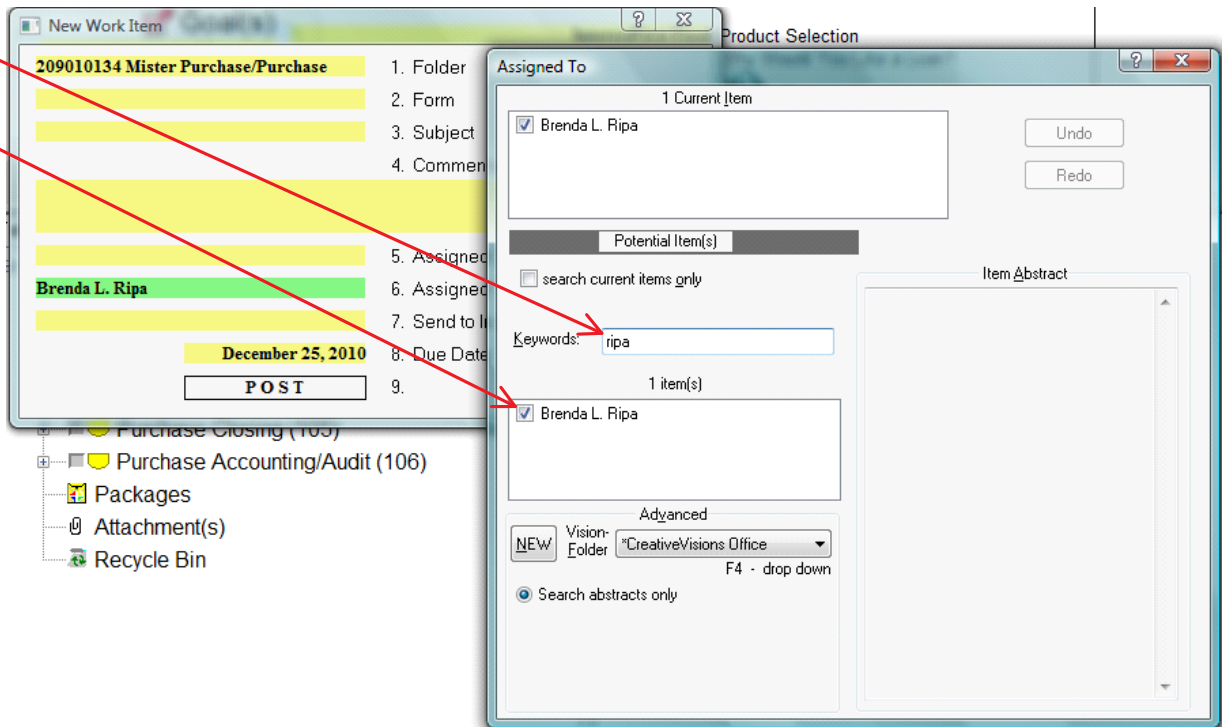 New Work Item
Product Selection
209010134 Mister Purchase/Purchase
1. Folder
2. Form
3. Subject
4. Commen
5. Assigned
Brenda L. Ripa
6. Assigned
7. Send to I
December 25, 2010
8. Due Date
POST
9.
Assigned To
1 Current Item
Brenda L. Ripa
Undo
Redo
Potential Item(s)
search current items only
Item Abstract
Keywords:
ripa
1 item(s)
Brenda L. Ripa
Advanced
NEW
Vision-
Folder
*CreativeVisions Office
F4 - drop down
Search abstracts only
Purchase Closing (105)
Purchase Accounting/Audit (106)
Packages
Attachment(s)
Recycle Bin